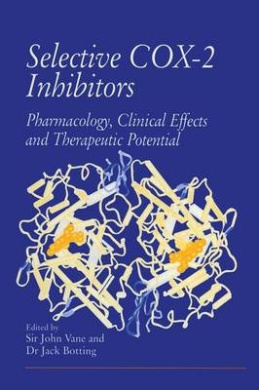 Selective COX-2
Inhibitors
Pharmacology, Clinical Effects
and Therapeutic Potential
Edited by
Sir John Vane and
Dr Jack Botting